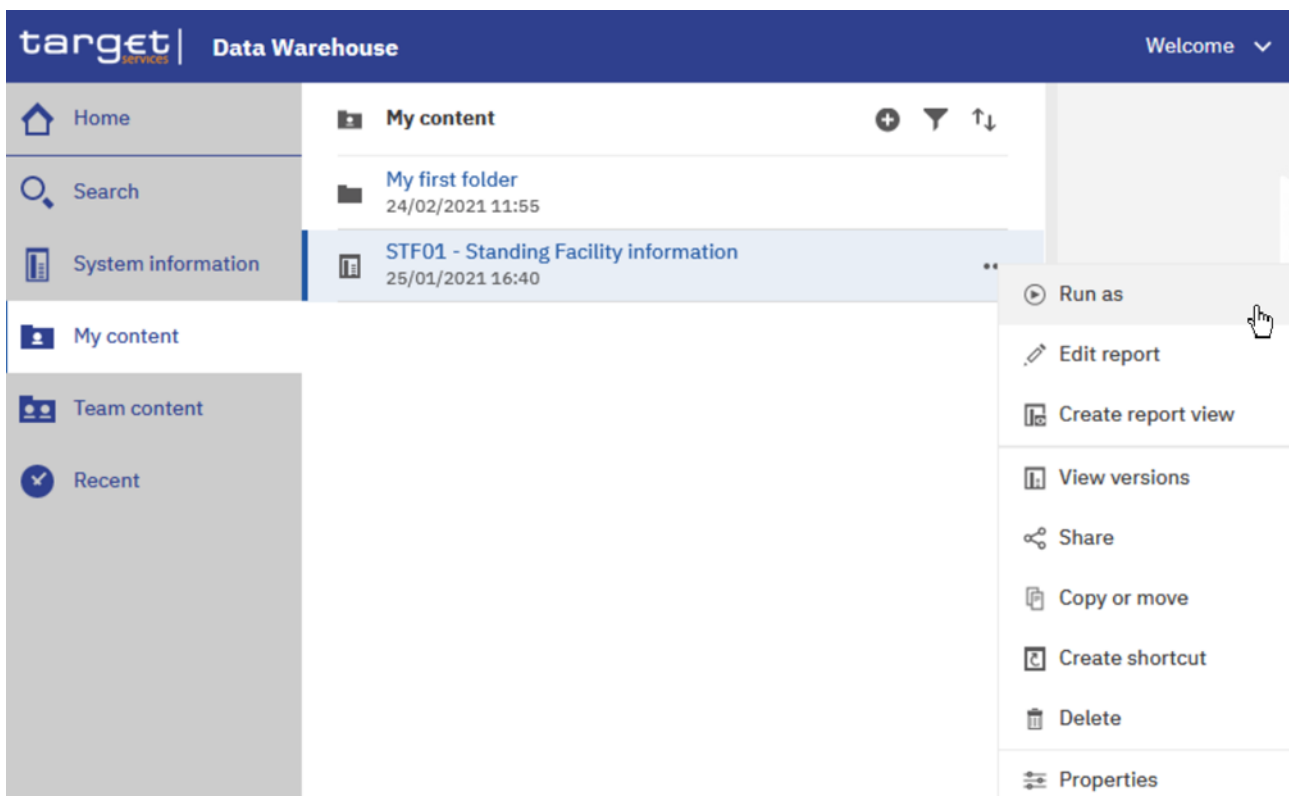 target services | Data Warehouse
Welcome
Home
Search
System information
My content
Team content
Recent
My content
My first folder
24/02/2021 11:55
STF01 - Standing Facility information
25/01/2021 16:40
Run as
Edit report
Create report view
View versions
Share
Copy or move
Create shortcut
Delete
Properties